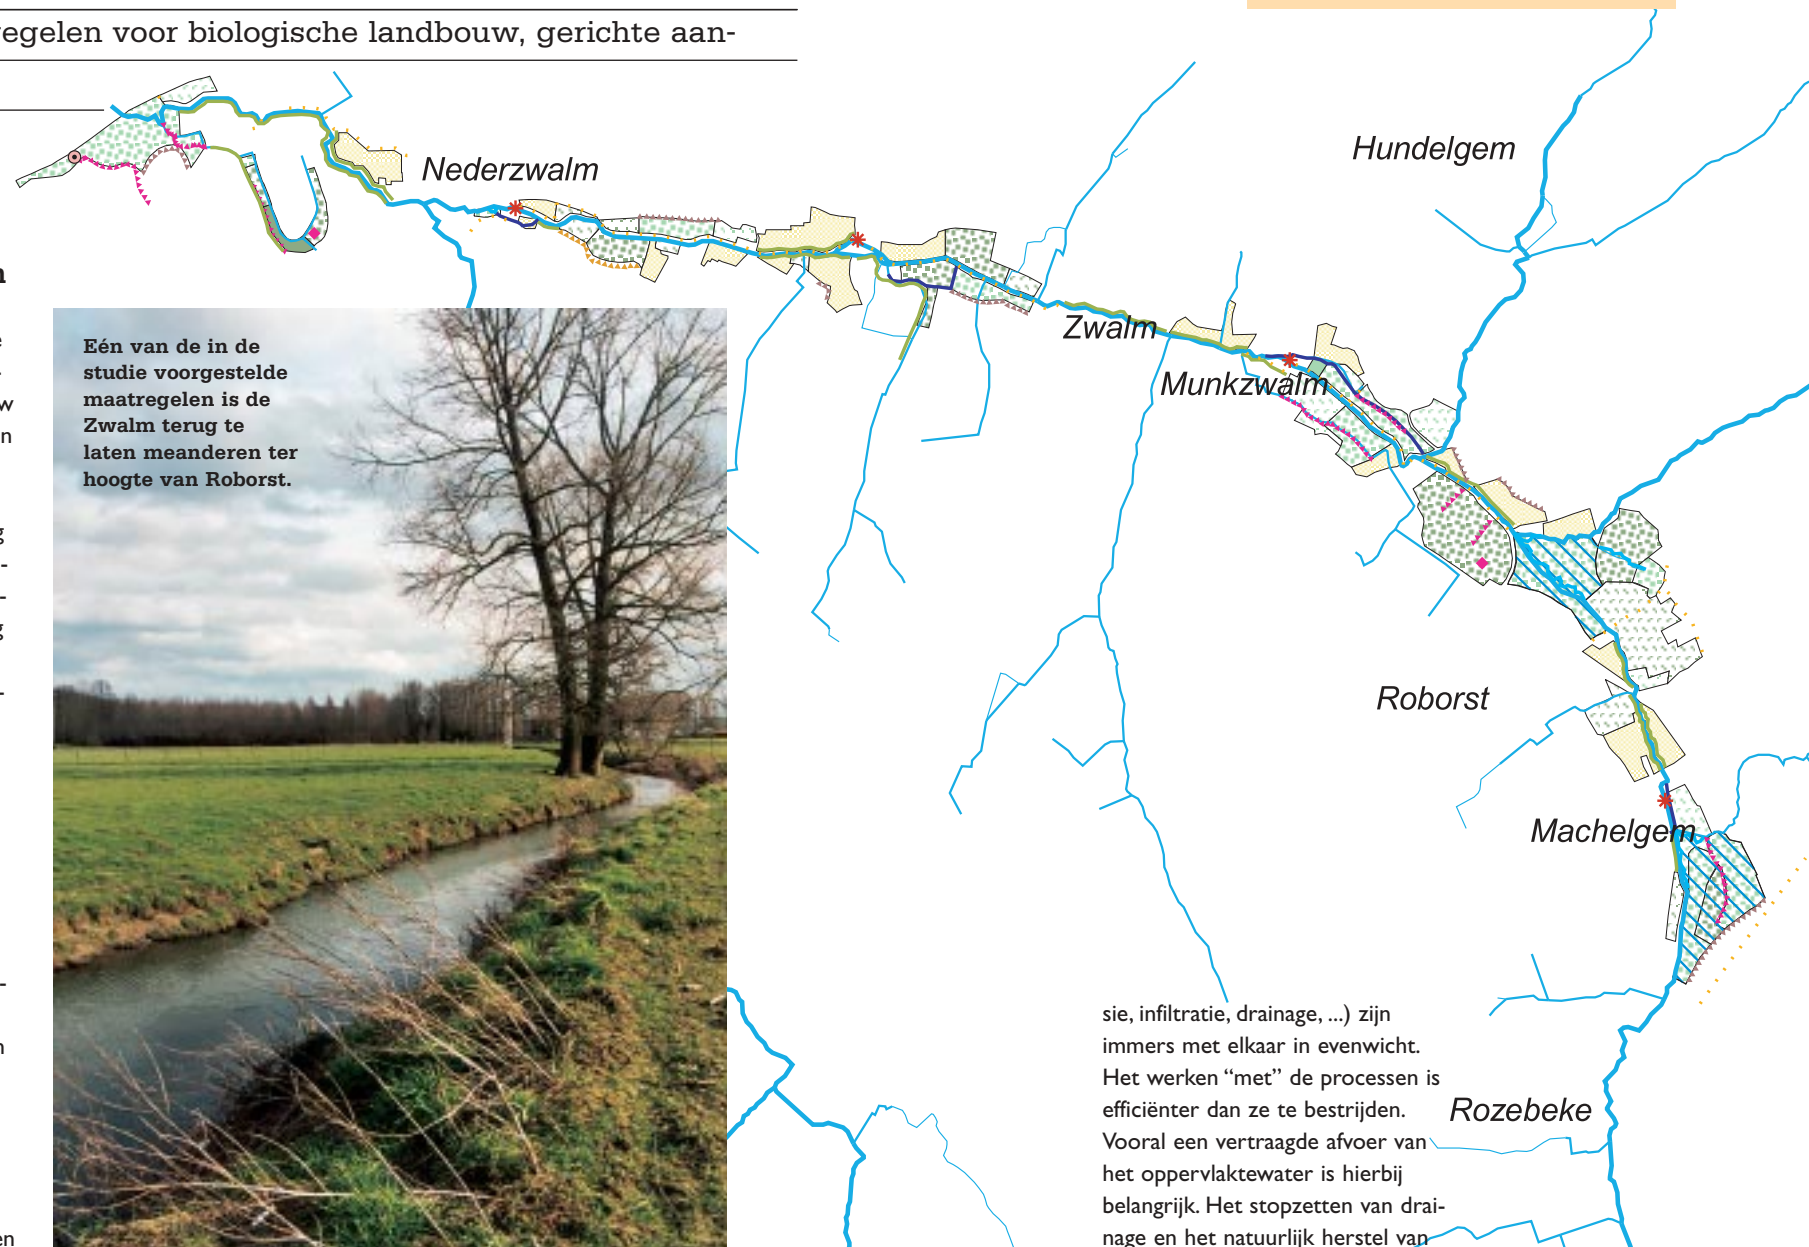 egelen voor biologische landbouw, gerichte aan-
Nederzwalm
Hundelgem
Zwalm
Munkzwalm
Roborst
Machelgem
Rozebeke
Eén van de in de
studie voorgestelde
maatregelen is de
Zwalm terug te
laten meanderen ter
hoogte van Roborst.
sie, infiltratie, drainage, ...) zijn
immers met elkaar in evenwicht.
Het werken “met” de processen is
efficiënter dan ze te bestrijden.
Vooral een vertraagde afvoer van
het oppervlaktewater is hierbij
belangrijk. Het stopzetten van drai-
nage en het natuurlijk herstel van